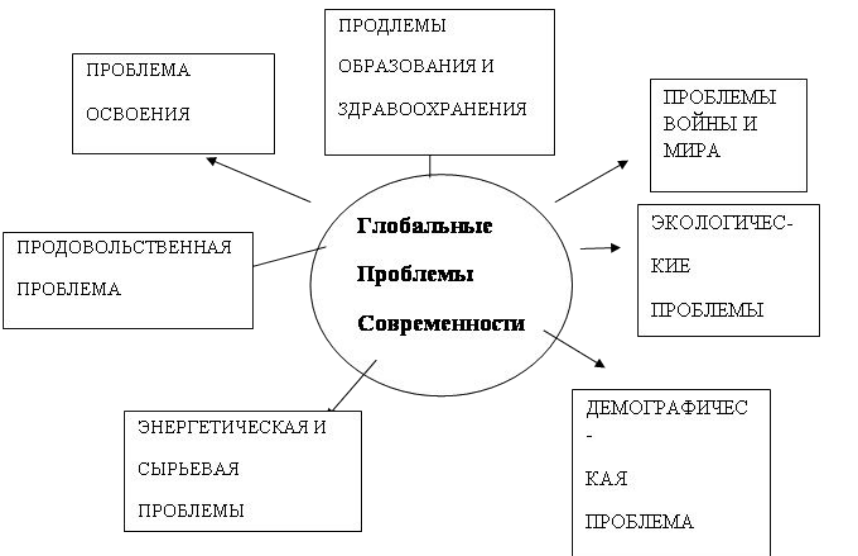 ПРОДЛЕМЫ
ОБРАЗОВАНИЯ И
ЗДРАВООХРАНЕНИЯ
ПРОБЛЕМА
ОСВОЕНИЯ
ПРОБЛЕМЫ
ВОЙНЫ И
МИРА
Глобальные
Проблемы
Современности
ПРОДОВОЛЬСТВЕННАЯ
ПРОБЛЕМА
ЭКОЛОГИЧЕС-
КИЕ
ПРОБЛЕМЫ
ЭНЕРГЕТИЧЕСКАЯ И
СЫРЬЕВАЯ
ПРОБЛЕМЫ
ДЕМОГРАФИЧЕС
-
КАЯ
ПРОБЛЕМА